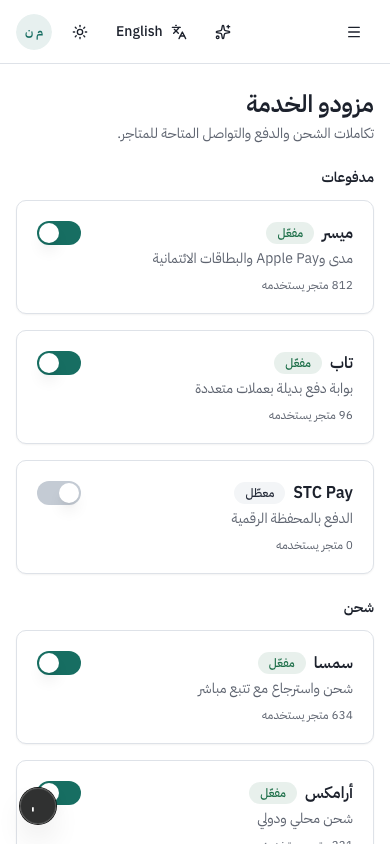 English
م ن
مزودو الخدمة
تكاملات الشحن والدفع والتواصل المتاحة للمتاجر.
مدفوعات
ميسر مفعّل
مدى وApple Pay والبطاقات الائتمانية
812 متجر يستخدمه
تاب مفعّل
بوابة دفع بديلة بعملات متعددة
96 متجر يستخدمه
STC Pay معطّل
الدفع بالمحفظة الرقمية
0 متجر يستخدمه
شحن
سمسا مفعّل
شحن واسترجاع مع تتبع مباشر
634 متجر يستخدمه
أرامكس مفعّل
شحن محلي ودولي